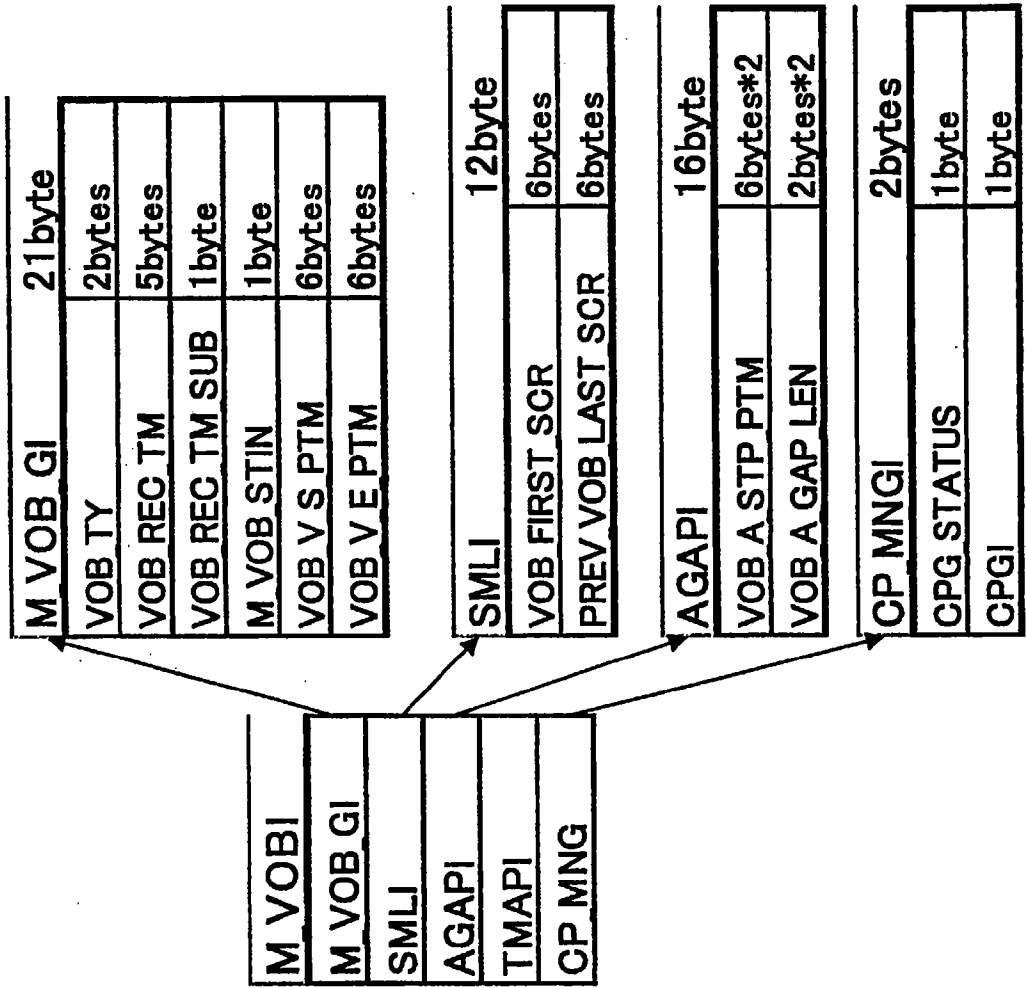 M VOBI
M VOB GI
SMLI
AGAPI
TMAPI
CP MNG
M VOB GI 21byte
VOB TY 2bytes
VOB REC TM 5bytes
VOB REC TM SUB 1byte
M VOB STIN 1byte
VOB V S PTM 6bytes
VOB V E PTM 6bytes
SMLI 12byte
VOB FIRST SCR 6bytes
PREV VOB LAST SCR 6bytes
AGAPI 16byte
VOB A STP PTM 6bytes*2
VOB A GAP LEN 2bytes*2
CP MNGI 2bytes
CPG STATUS 1byte
CPGI 1byte